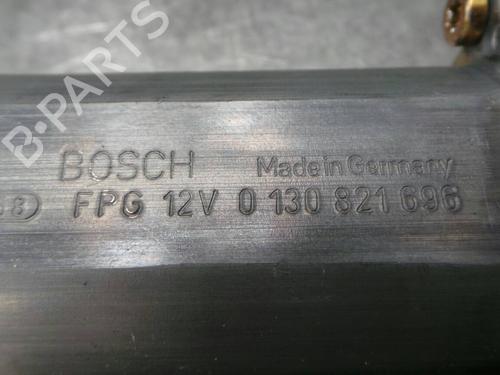 B-PARTS
BOSCH Made in Germany
FPG 12V 0 130 821 696